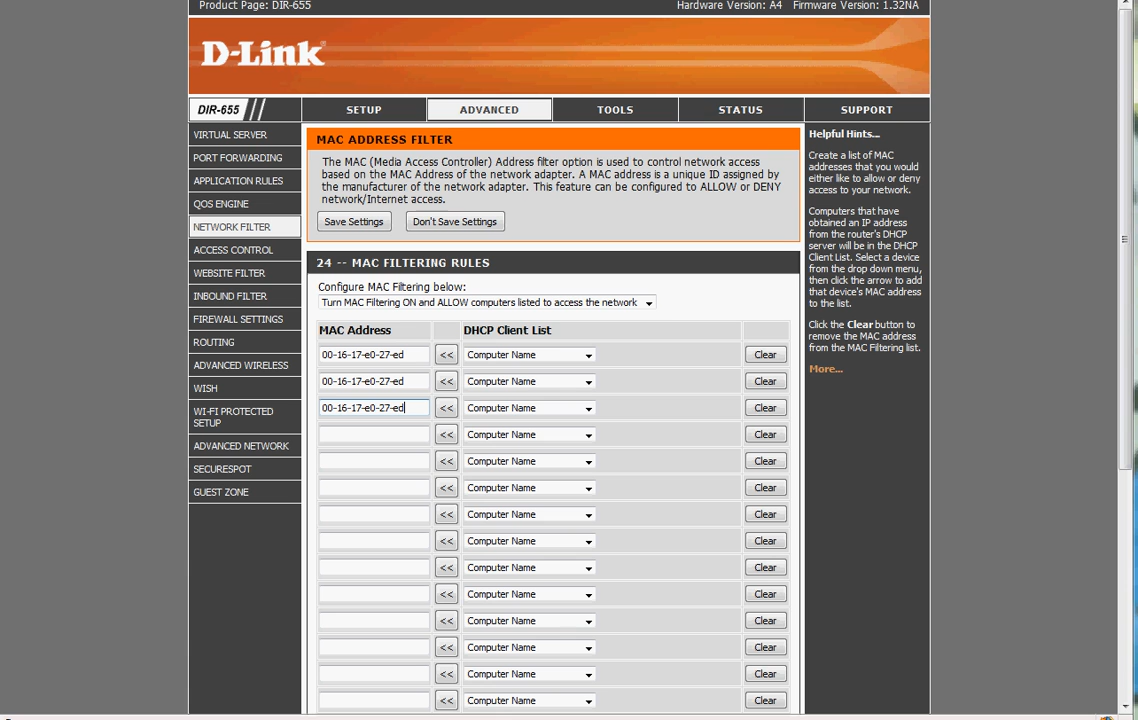 Product Page: DIR-655
Hardware Version: A4 Firmware Version: 1.32NA
D-Link
DIR-655
SETUP
ADVANCED
TOOLS
STATUS
SUPPORT
VIRTUAL SERVER
PORT FORWARDING
APPLICATION RULES
QOS ENGINE
NETWORK FILTER
ACCESS CONTROL
WEBSITE FILTER
INBOUND FILTER
FIREWALL SETTINGS
ROUTING
ADVANCED WIRELESS
WISH
WI-FI PROTECTED
SETUP
ADVANCED NETWORK
SECURESPOT
GUEST ZONE
MAC ADDRESS FILTER
The MAC (Media Access Controller) Address filter option is used to control network access
based on the MAC Address of the network adapter. A MAC address is a unique ID assigned by
the manufacturer of the network adapter. This feature can be configured to ALLOW or DENY
network/Internet access.
Save Settings
Don't Save Settings
24 -- MAC FILTERING RULES
Configure MAC Filtering below:
Turn MAC Filtering ON and ALLOW computers listed to access the network
MAC Address DHCP Client List
00-16-17-e0-27-ed << Computer Name Clear
00-16-17-e0-27-ed << Computer Name Clear
00-16-17-e0-27-ed << Computer Name Clear
<< Computer Name Clear
<< Computer Name Clear
<< Computer Name Clear
<< Computer Name Clear
<< Computer Name Clear
<< Computer Name Clear
<< Computer Name Clear
<< Computer Name Clear
<< Computer Name Clear
<< Computer Name Clear
<< Computer Name Clear
Helpful Hints...
Create a list of MAC
addresses that you would
either like to allow or deny
access to your network.
Computers that have
obtained an IP address
from the router's DHCP
server will be in the DHCP
Client List. Select a device
from the drop down menu,
then click the arrow to add
that device's MAC address
to the list.
Click the Clear button to
remove the MAC address
from the MAC Filtering list.
More...